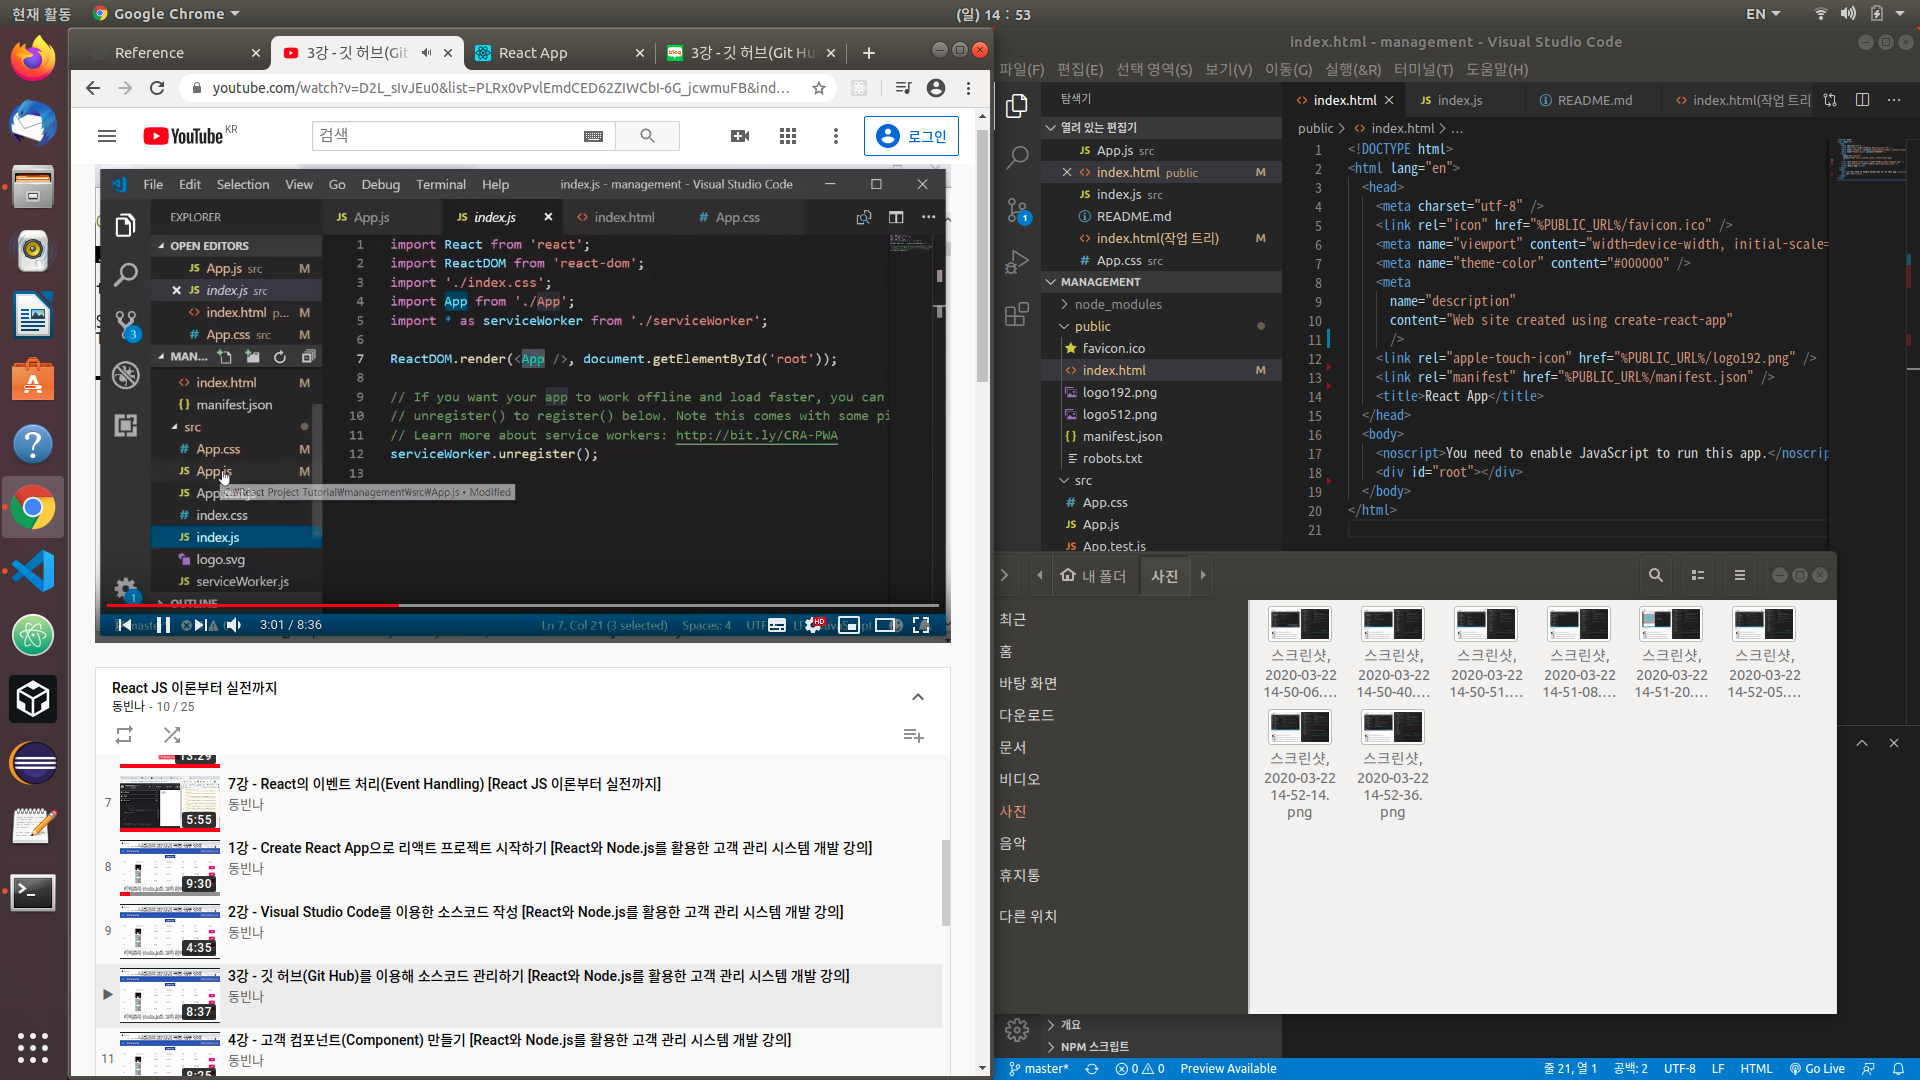 현재 활동
Google Chrome
(일) 14 : 53
EN
Reference
3강 - 깃 허브(Git
React App
3강 - 깃 허브(Git Hu
youtube.com/watch?v=D2L_sIvJEu0&list=PLRx0vPvlEmdCED62ZIWCbI-6G_jcwmuFB&ind...
YouTube KR
검색
로그인
File Edit Selection View Go Debug Terminal Help
index.js - management - Visual Studio Code
EXPLORER
App.js
index.js
index.html
App.css
OPEN EDITORS
App.js src M
index.js src
index.html p... M
App.css src M
MAN...
index.html M
manifest.json
src
App.css M
App.js M
App
index.css
index.js
logo.svg
serviceWorker.js
OUTLINE
3
1
React Project Tutorial₩management₩src₩App.js • Modified
1 import React from 'react';
2 import ReactDOM from 'react-dom';
3 import './index.css';
4 import App from './App';
5 import * as serviceWorker from './serviceWorker';
6
7 ReactDOM.render(<App />, document.getElementById('root'));
8
9 // If you want your app to work offline and load faster, you can
10 // unregister() to register() below. Note this comes with some pi
11 // Learn more about service workers: http://bit.ly/CRA-PWA
12 serviceWorker.unregister();
13
3:01 / 8:36
Ln 7, Col 21 (3 selected) Spaces: 4
HD
React JS 이론부터 실전까지
동빈나 - 10 / 25
13:29
7
5:55
7강 - React의 이벤트 처리(Event Handling) [React JS 이론부터 실전까지]
동빈나
8
9:30
1강 - Create React App으로 리액트 프로젝트 시작하기 [React와 Node.js를 활용한 고객 관리 시스템 개발 강의]
동빈나
9
4:35
2강 - Visual Studio Code를 이용한 소스코드 작성 [React와 Node.js를 활용한 고객 관리 시스템 개발 강의]
동빈나
8:37
3강 - 깃 허브(Git Hub)를 이용해 소스코드 관리하기 [React와 Node.js를 활용한 고객 관리 시스템 개발 강의]
동빈나
11
8:25
4강 - 고객 컴포넌트(Component) 만들기 [React와 Node.js를 활용한 고객 관리 시스템 개발 강의]
동빈나
index.html - management - Visual Studio Code
파일(F) 편집(E) 선택 영역(S) 보기(V) 이동(G) 실행(&R) 터미널(T) 도움말(H)
탐색기
index.html
index.js
README.md
index.html(작업 트리
열려 있는 편집기
App.js src
index.html public M
index.js src
README.md
index.html(작업 트리) M
App.css src
MANAGEMENT
node_modules
public
favicon.ico
index.html M
logo192.png
logo512.png
manifest.json
robots.txt
src
App.css
App.js
App.test.js
1
public > index.html > ...
1 <!DOCTYPE html>
2 <html lang="en">
3 <head>
4 <meta charset="utf-8" />
5 <link rel="icon" href="%PUBLIC_URL%/favicon.ico" />
6 <meta name="viewport" content="width=device-width, initial-scale=
7 <meta name="theme-color" content="#000000" />
8 <meta
9 name="description"
10 content="Web site created using create-react-app"
11 />
12 <link rel="apple-touch-icon" href="%PUBLIC_URL%/logo192.png" />
13 <link rel="manifest" href="%PUBLIC_URL%/manifest.json" />
14 <title>React App</title>
15 </head>
16 <body>
17 <noscript>You need to enable JavaScript to run this app.</noscrip
18 <div id="root"></div>
19 </body>
20 </html>
21
내 폴더
사진
최근
홈
바탕 화면
다운로드
문서
비디오
사진
음악
휴지통
다른 위치
스크린샷, 2020-03-22 14-50-06....
스크린샷, 2020-03-22 14-50-40....
스크린샷, 2020-03-22 14-50-51....
스크린샷, 2020-03-22 14-51-08....
스크린샷, 2020-03-22 14-51-20....
스크린샷, 2020-03-22 14-52-05....
스크린샷, 2020-03-22 14-52-14.png
스크린샷, 2020-03-22 14-52-36.png
개요
NPM 스크립트
master* 0 0 Preview Available
줄 21, 열 1 공백: 2 UTF-8 LF HTML Go Live